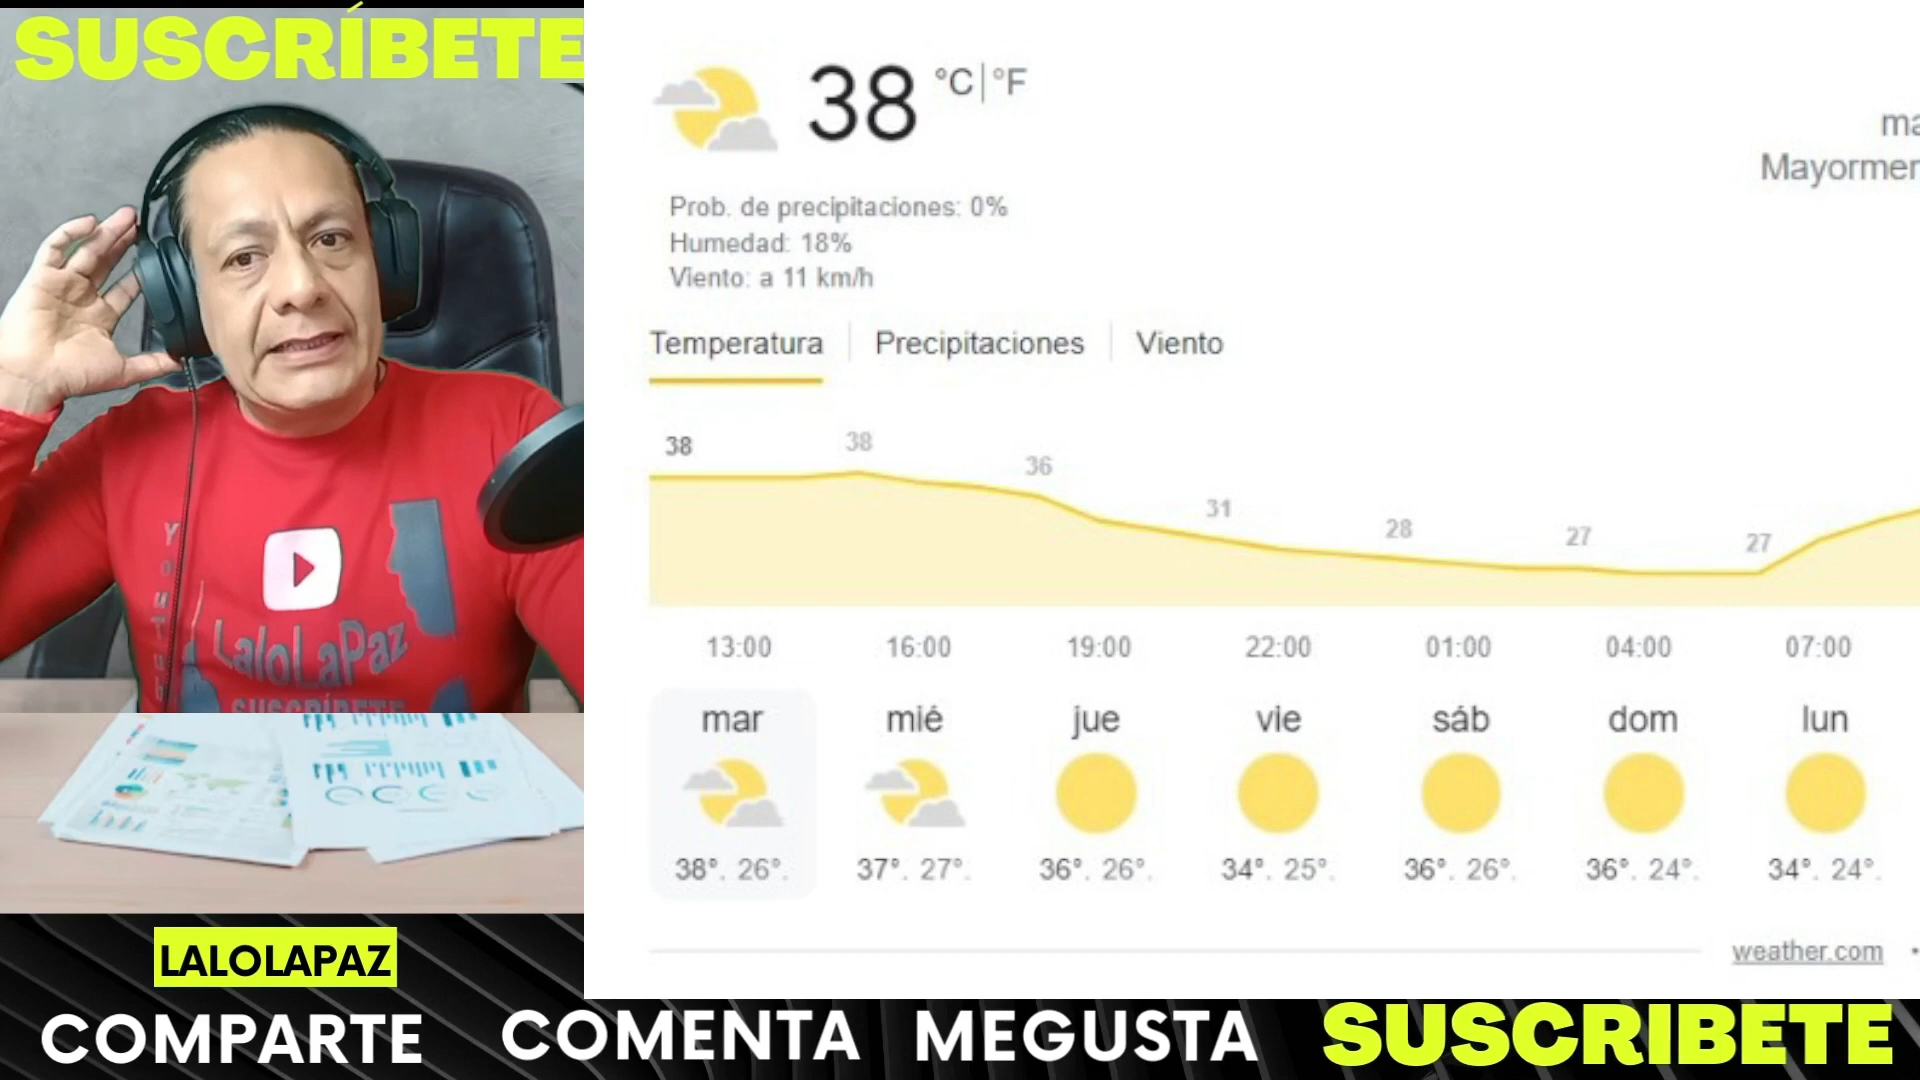 SUSCRÍBETE
38 °C|°F
Prob. de precipitaciones: 0%
Humedad: 18%
Viento: a 11 km/h
Temperatura Precipitaciones Viento
38 38 36 31 28 27 27
13:00 16:00 19:00 22:00 01:00 04:00 07:00
mar mié jue vie sáb dom lun
38°. 26°. 37°. 27°. 36°. 26°. 34°. 25°. 36°. 26°. 36°. 24°. 34°. 24°.
weather.com
LaloLaPaz
SUSCRÍBETE
LALOLAPAZ
COMPARTE COMENTA MEGUSTA SUSCRIBETE